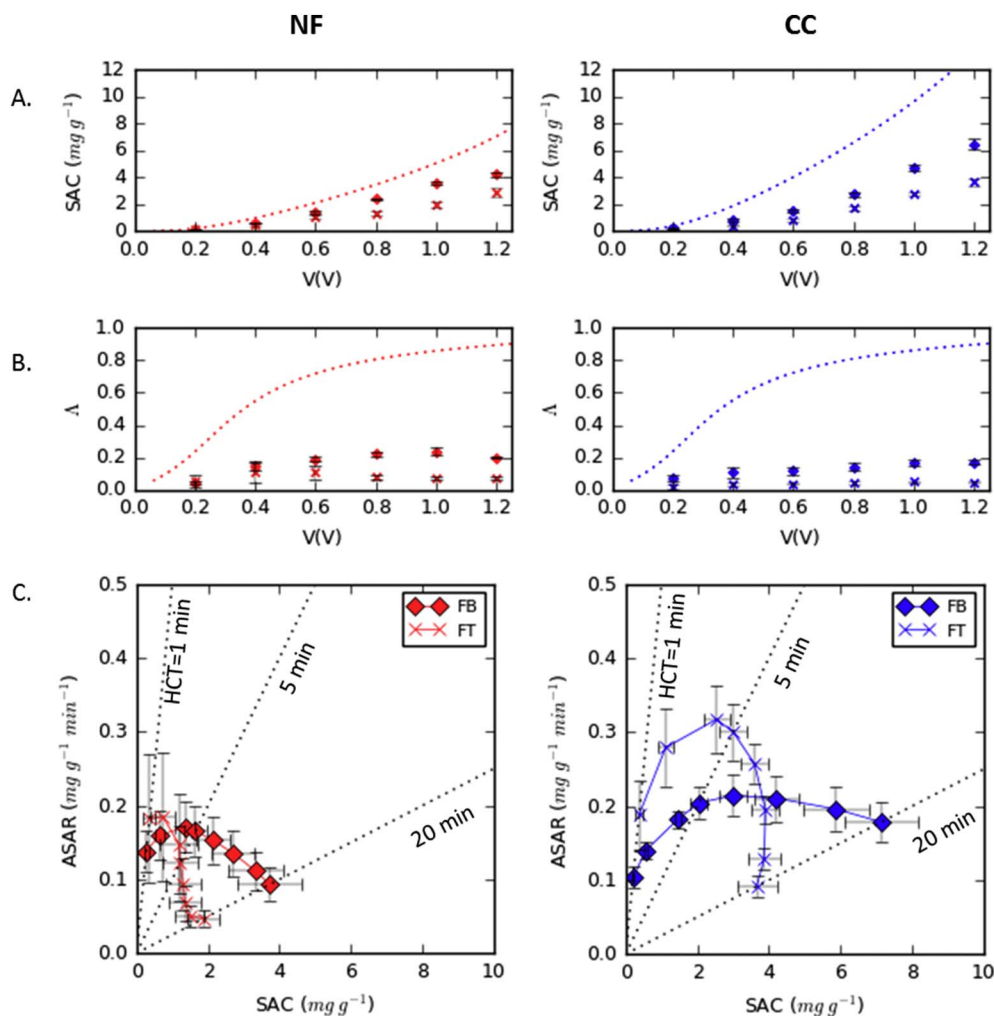 NF
CC
A.
SAC (mg g⁻¹)
12
10
8
6
4
2
0
0.0 0.2 0.4 0.6 0.8 1.0 1.2
V(V)
SAC (mg g⁻¹)
12
10
8
6
4
2
0
0.0 0.2 0.4 0.6 0.8 1.0 1.2
V(V)
B.
Λ
1.0
0.8
0.6
0.4
0.2
0.0
0.0 0.2 0.4 0.6 0.8 1.0 1.2
V(V)
Λ
1.0
0.8
0.6
0.4
0.2
0.0
0.0 0.2 0.4 0.6 0.8 1.0 1.2
V(V)
C.
ASAR (mg g⁻¹ min⁻¹)
0.5
0.4
0.3
0.2
0.1
0.0
HCT=1 min
5 min
20 min
FB
FT
0 2 4 6 8 10
SAC (mg g⁻¹)
ASAR (mg g⁻¹ min⁻¹)
0.5
0.4
0.3
0.2
0.1
0.0
HCT=1 min
5 min
20 min
FB
FT
0 2 4 6 8 10
SAC (mg g⁻¹)